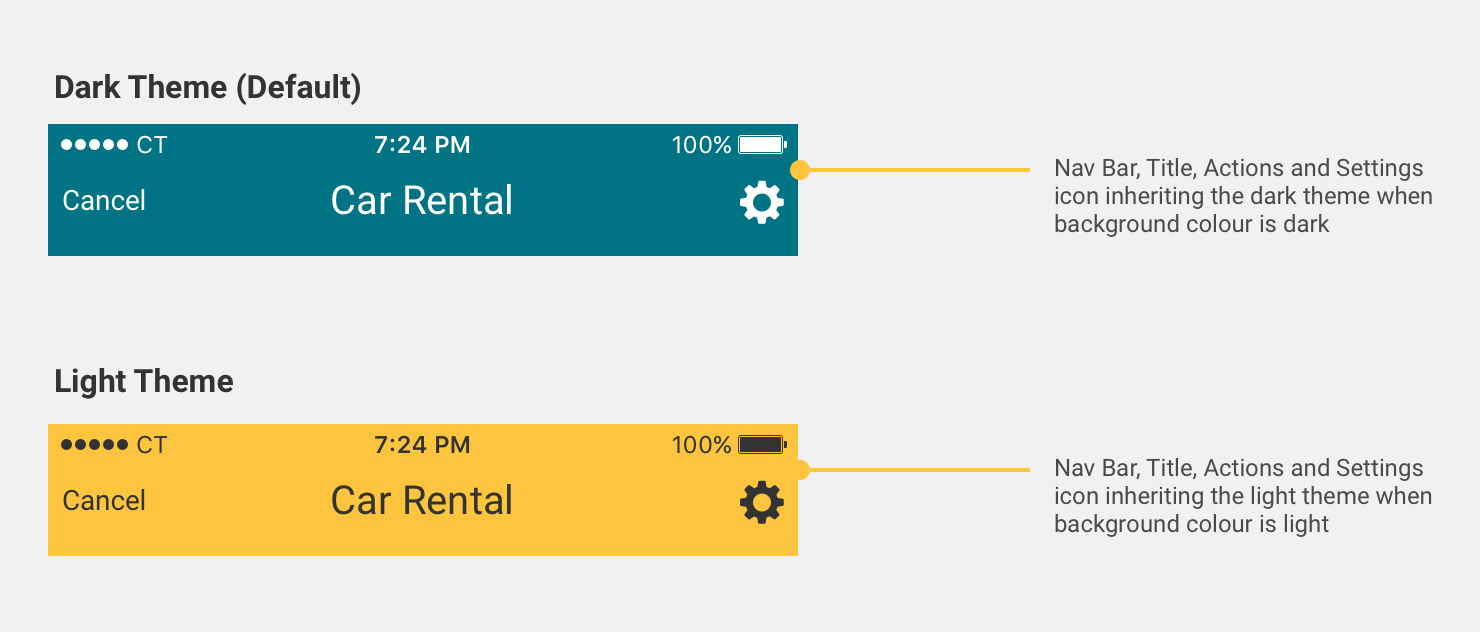 Dark Theme (Default)
CT 7:24 PM 100%
Cancel Car Rental
Nav Bar, Title, Actions and Settings
icon inheriting the dark theme when
background colour is dark
Light Theme
CT 7:24 PM 100%
Cancel Car Rental
Nav Bar, Title, Actions and Settings
icon inheriting the light theme when
background colour is light